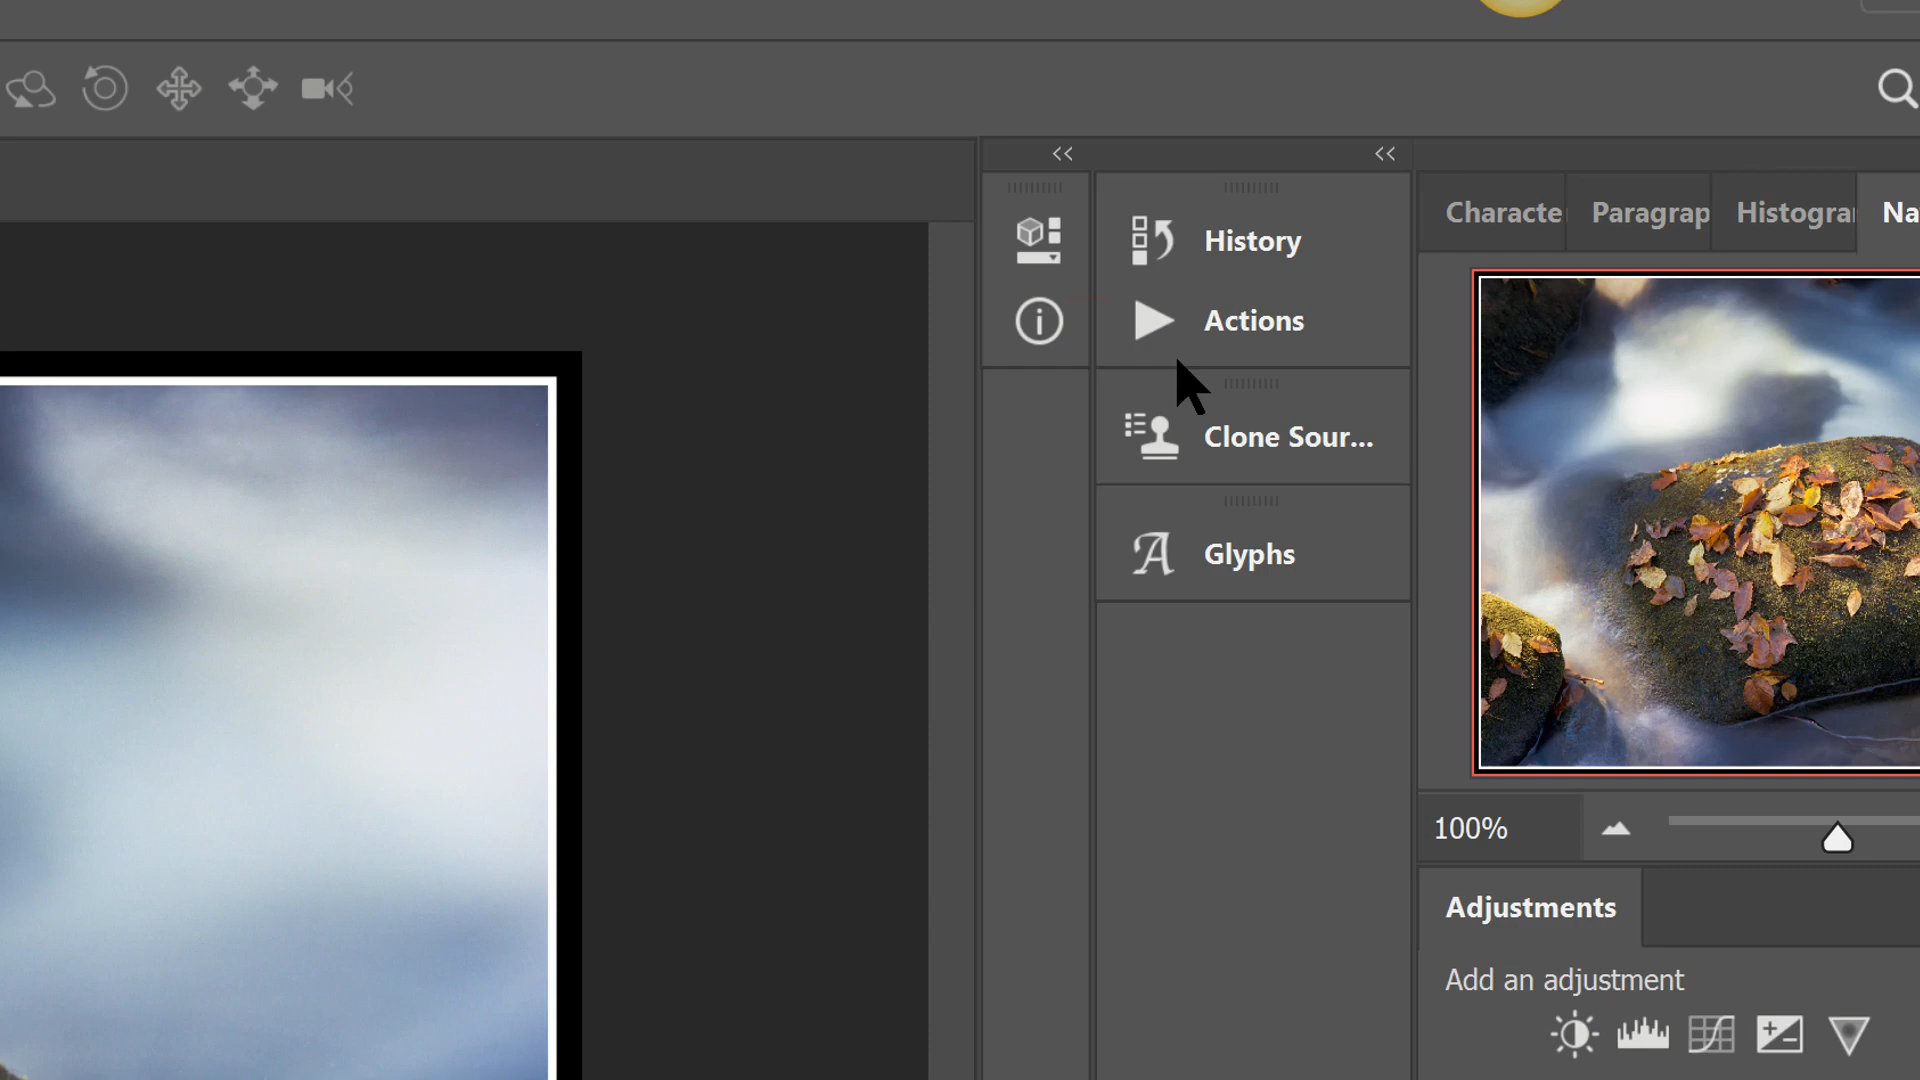 Characte
Paragrap
Histogra
Na
History
Actions
Clone Sour...
Glyphs
100%
Adjustments
Add an adjustment